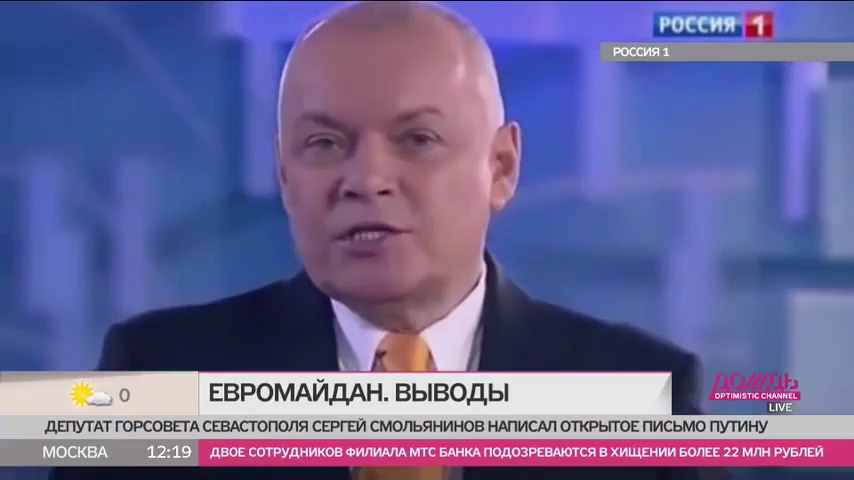 РОССИЯ 1
РОССИЯ 1
0
ЕВРОМАЙДАН. ВЫВОДЫ
ДОЖДЬ
OPTIMISTIC CHANNEL
LIVE
ДЕПУТАТ ГОРСОВЕТА СЕВАСТОПОЛЯ СЕРГЕЙ СМОЛЬЯНИНОВ НАПИСАЛ ОТКРЫТОЕ ПИСЬМО ПУТИНУ
МОСКВА 12:19 ДВОЕ СОТРУДНИКОВ ФИЛИАЛА МТС БАНКА ПОДОЗРЕВАЮТСЯ В ХИЩЕНИИ БОЛЕЕ 22 МЛН РУБЛЕЙ